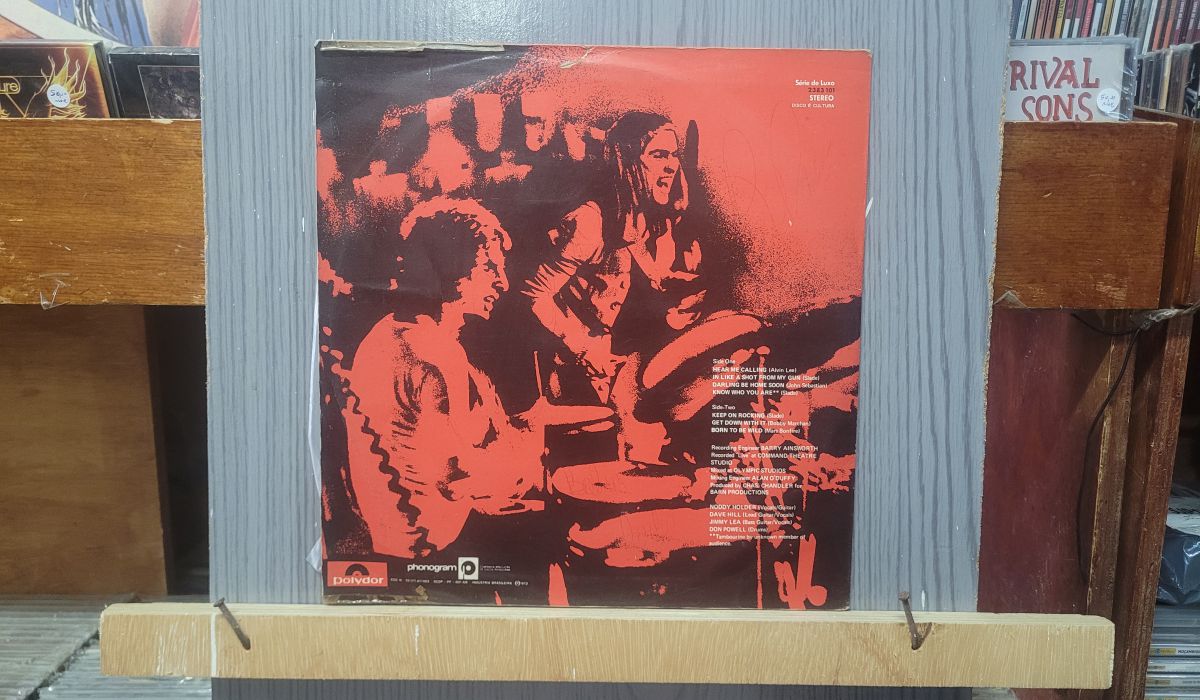 RIVAL
SONS
Série de Luxo
2383 101
STEREO
DISCO É CULTURA
Side One
HEAR ME CALLING (Alvin Lee)
IN LIKE A SHOT FROM MY GUN (Slade)
DARLING BE HOME SOON (John Sebastian)
KNOW WHO YOU ARE** (Slade)
Side-Two
KEEP ON ROCKING (Slade)
GET DOWN WITH IT (Bobby Marchan)
BORN TO BE WILD (Mars Bonfire)
Recording Engineer BARRY AINSWORTH
Recorded 'Live' at COMMAND THEATRE
STUDIO
Mixed at OLYMPIC STUDIOS
Mixing Engineer ALAN O'DUFFY
Produced by CHAS. CHANDLER for
BARN PRODUCTIONS
NODDY HOLDER (Vocals/Guitar)
DAVE HILL (Lead Guitar/Vocals)
JIMMY LEA (Bass Guitar/Vocals)
DON POWELL (Drums)
**Tambourine by unknown member of
audience.
polydor
phonogram
INDÚSTRIA BRASILEIRA